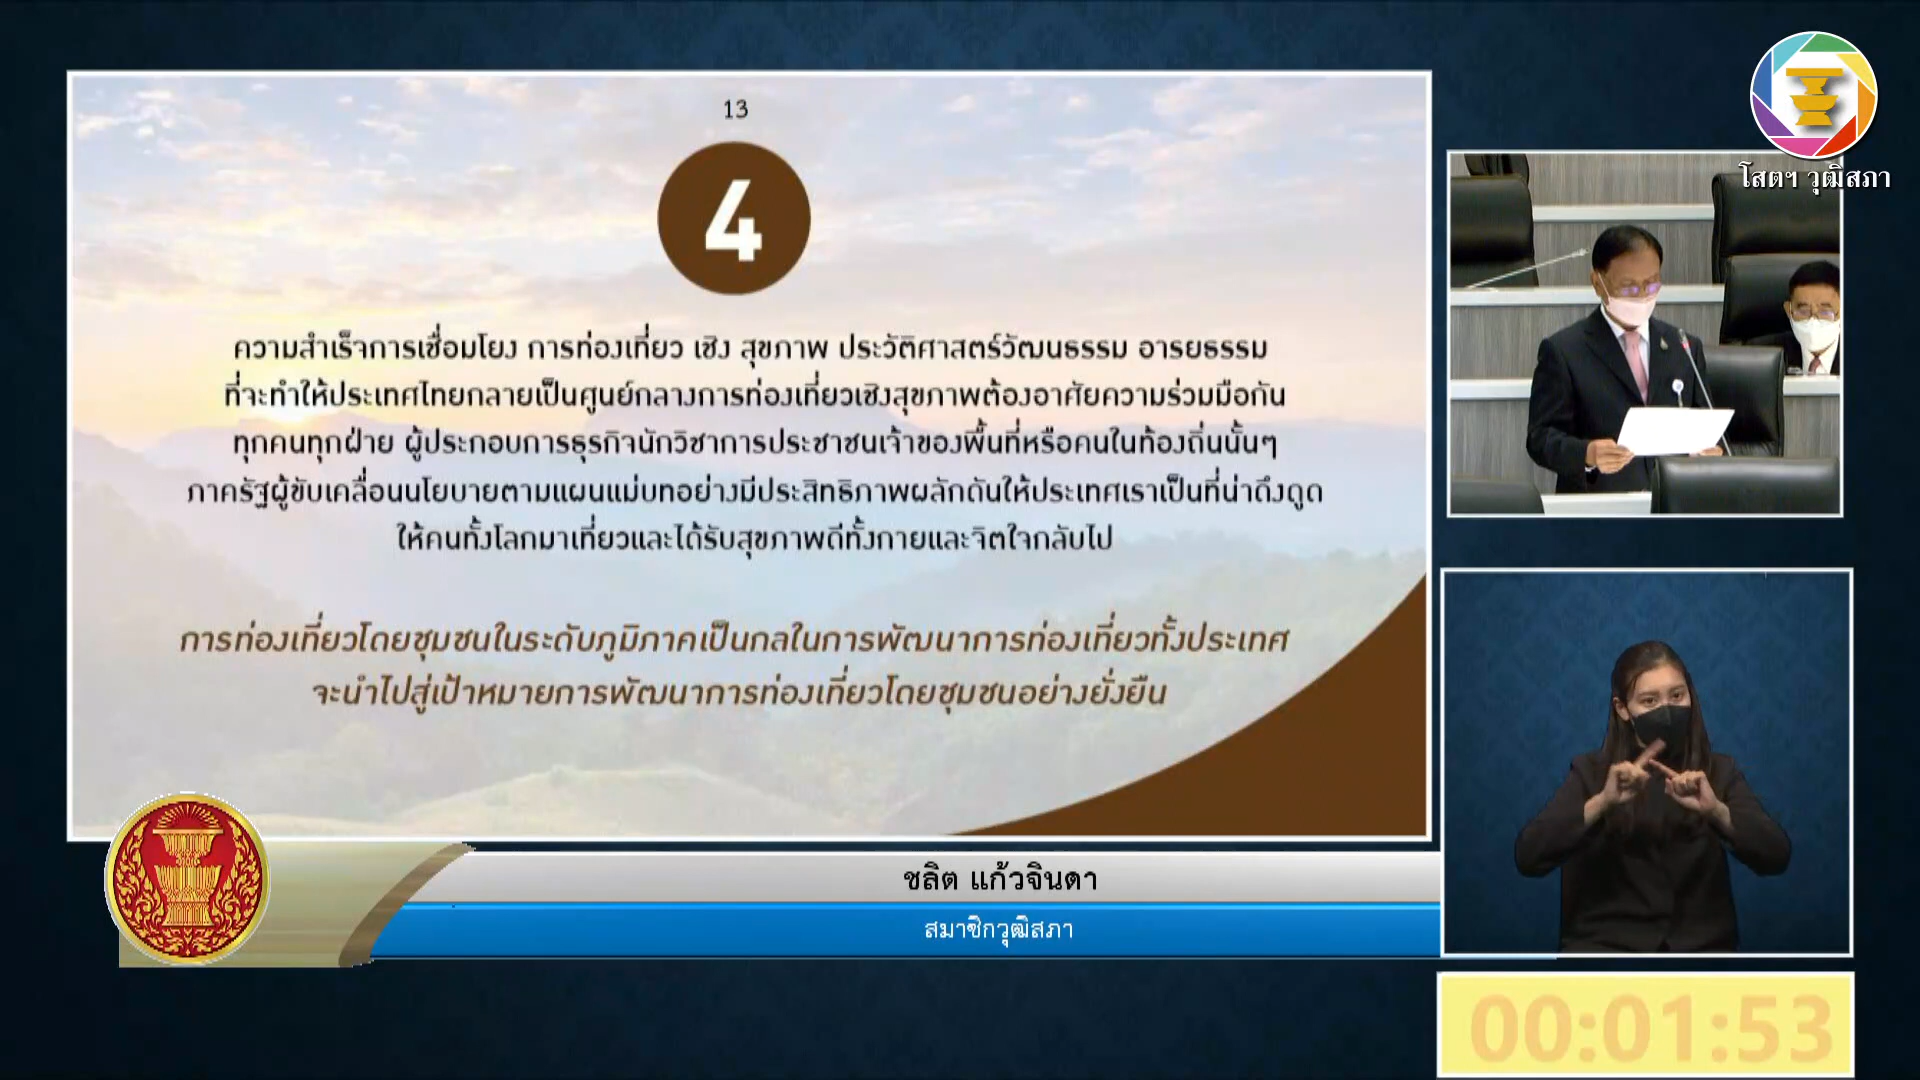 13
4
ความสำเร็จการเชื่อมโยง การท่องเที่ยว เชิง สุขภาพ ประวัติศาสตร์วัฒนธรรม อารยธรรม
ที่จะทำให้ประเทศไทยกลายเป็นศูนย์กลางการท่องเที่ยวเชิงสุขภาพต้องอาศัยความร่วมมือกัน
ทุกคนทุกฝ่าย ผู้ประกอบการธุรกิจนักวิชาการประชาชนเจ้าของพื้นที่หรือคนในท้องถิ่นนั้นๆ
ภาครัฐผู้ขับเคลื่อนนโยบายตามแผนแม่บทอย่างมีประสิทธิภาพผลักดันให้ประเทศเราเป็นที่น่าดึงดูด
ให้คนทั้งโลกมาเที่ยวและได้รับสุขภาพดีทั้งกายและจิตใจกลับไป
การท่องเที่ยวโดยชุมชนในระดับภูมิภาคเป็นกลในการพัฒนาการท่องเที่ยวทั้งประเทศ
จะนำไปสู่เป้าหมายการพัฒนาการท่องเที่ยวโดยชุมชนอย่างยั่งยืน
โสตฯ วุฒิสภา
ชลิต แก้วจินดา
สมาชิกวุฒิสภา
00:01:53